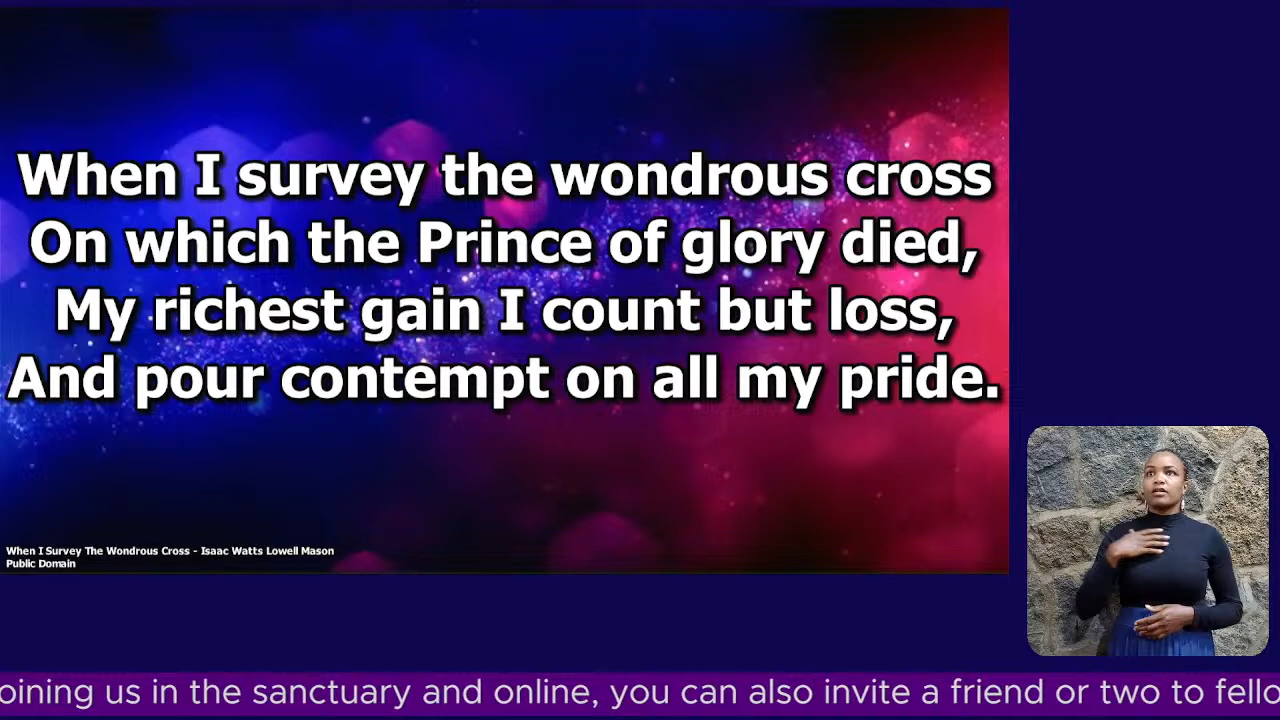 When I survey the wondrous cross
On which the Prince of glory died,
My richest gain I count but loss,
And pour contempt on all my pride.
When I Survey The Wondrous Cross - Isaac Watts Lowell Mason
Public Domain
oining us in the sanctuary and online, you can also invite a friend or two to fello